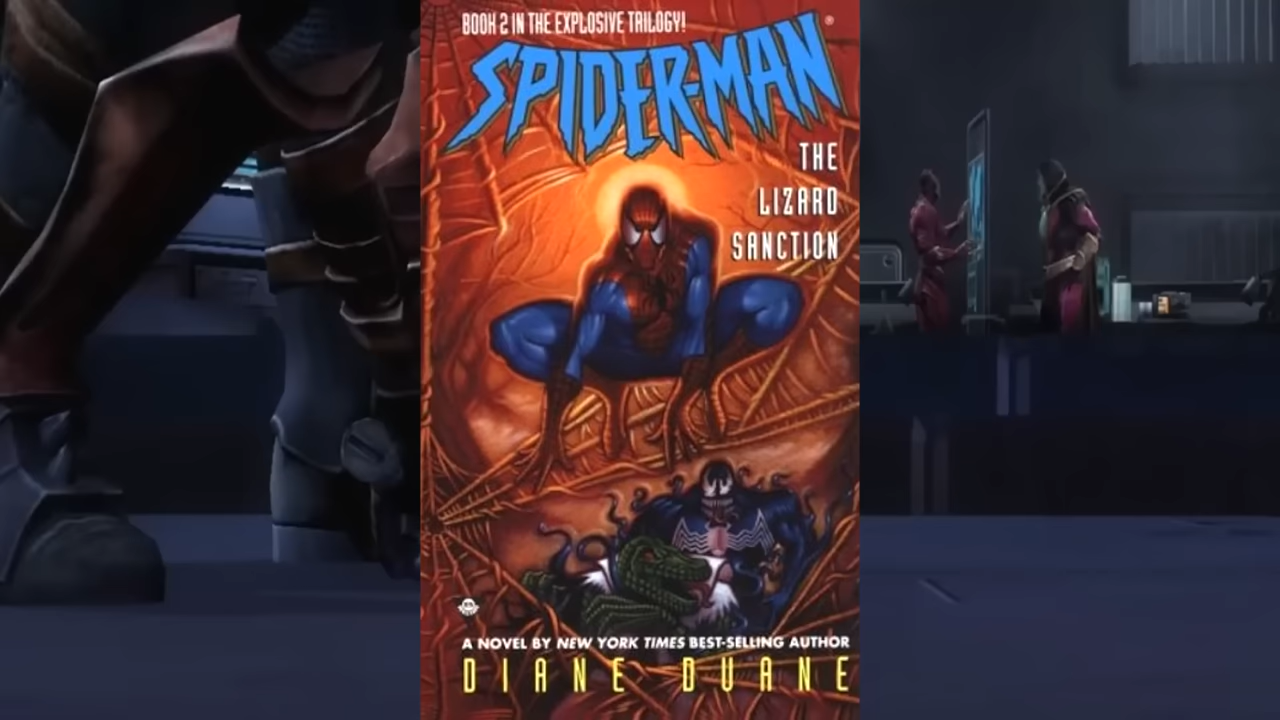 BOOK 2 IN THE EXPLOSIVE TRILOGY!
SPIDER-MAN®
THE
LIZARD
SANCTION
A NOVEL BY NEW YORK TIMES BEST-SELLING AUTHOR
DIANE DUANE